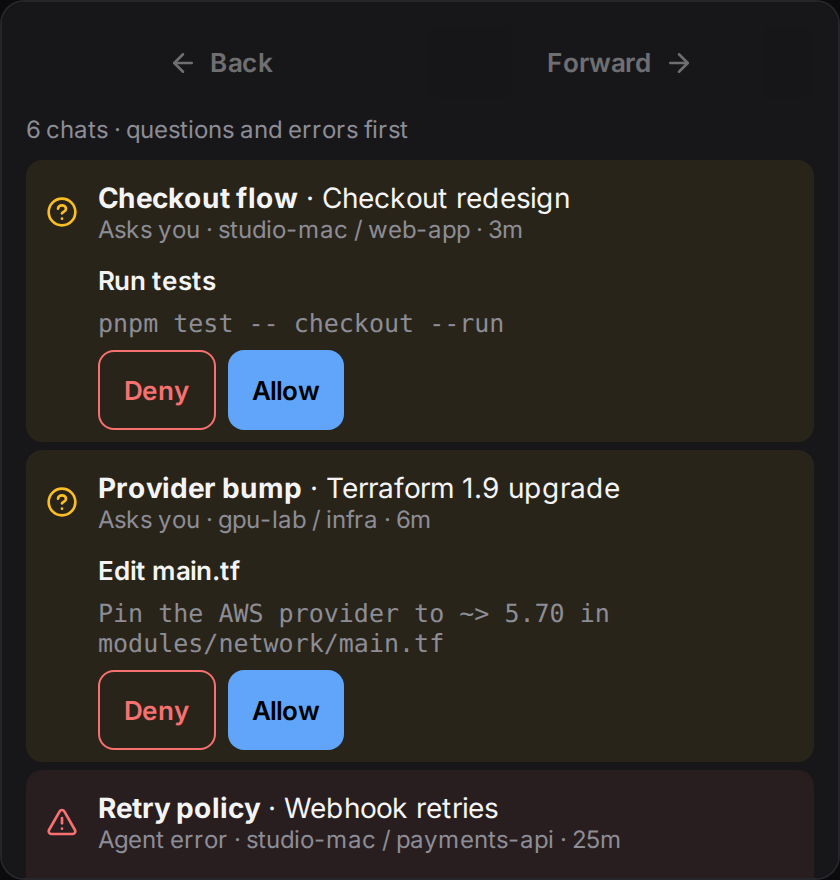 Back
Forward
6 chats · questions and errors first
Checkout flow · Checkout redesign
Asks you · studio-mac / web-app · 3m
Run tests
pnpm test -- checkout --run
Deny
Allow
Provider bump · Terraform 1.9 upgrade
Asks you · gpu-lab / infra · 6m
Edit main.tf
Pin the AWS provider to ~> 5.70 in
modules/network/main.tf
Deny
Allow
Retry policy · Webhook retries
Agent error · studio-mac / payments-api · 25m